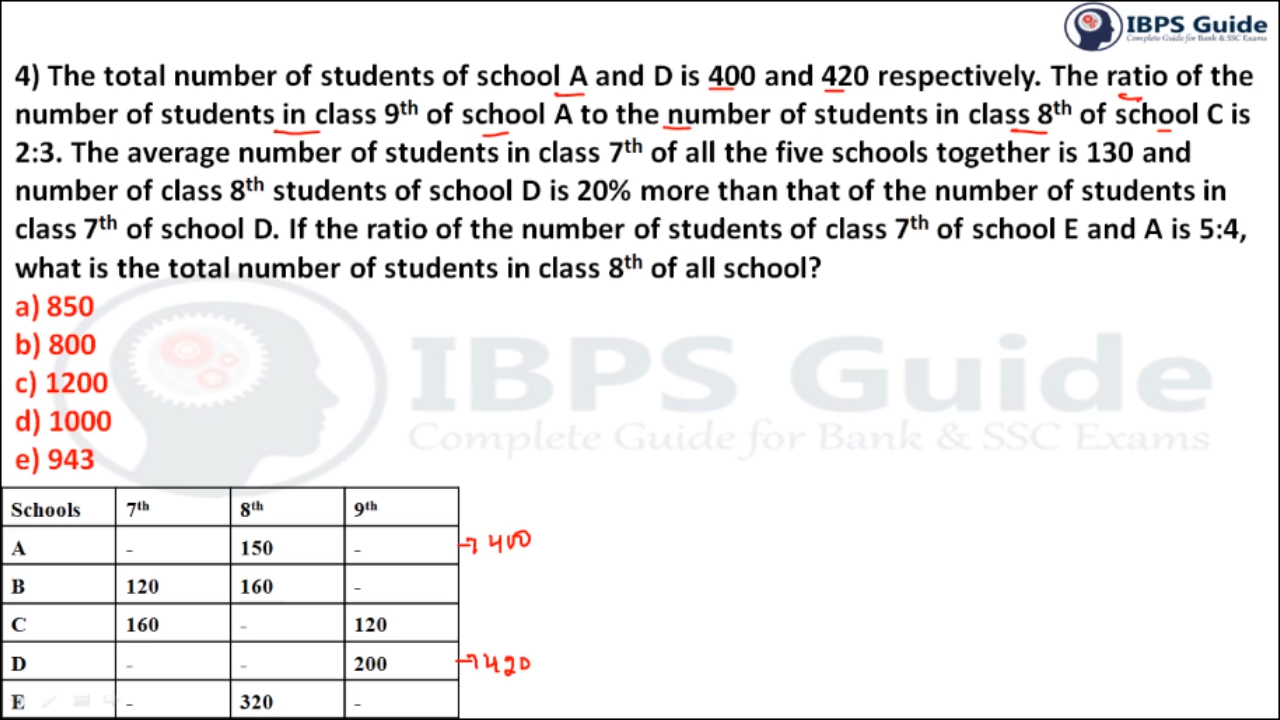 IBPS Guide
Complete Guide for Bank & SSC Exams
4) The total number of students of school A and D is 400 and 420 respectively. The ratio of the
number of students in class 9th of school A to the number of students in class 8th of school C is
2:3. The average number of students in class 7th of all the five schools together is 130 and
number of class 8th students of school D is 20% more than that of the number of students in
class 7th of school D. If the ratio of the number of students of class 7th of school E and A is 5:4,
what is the total number of students in class 8th of all school?
a) 850
b) 800
c) 1200
d) 1000
e) 943
IBPS Guide
Complete Guide for Bank & SSC Exams
Schools 7th 8th 9th
A - 150 - → 400
B 120 160 -
C 160 - 120
D - - 200 → 420
E - 320 -